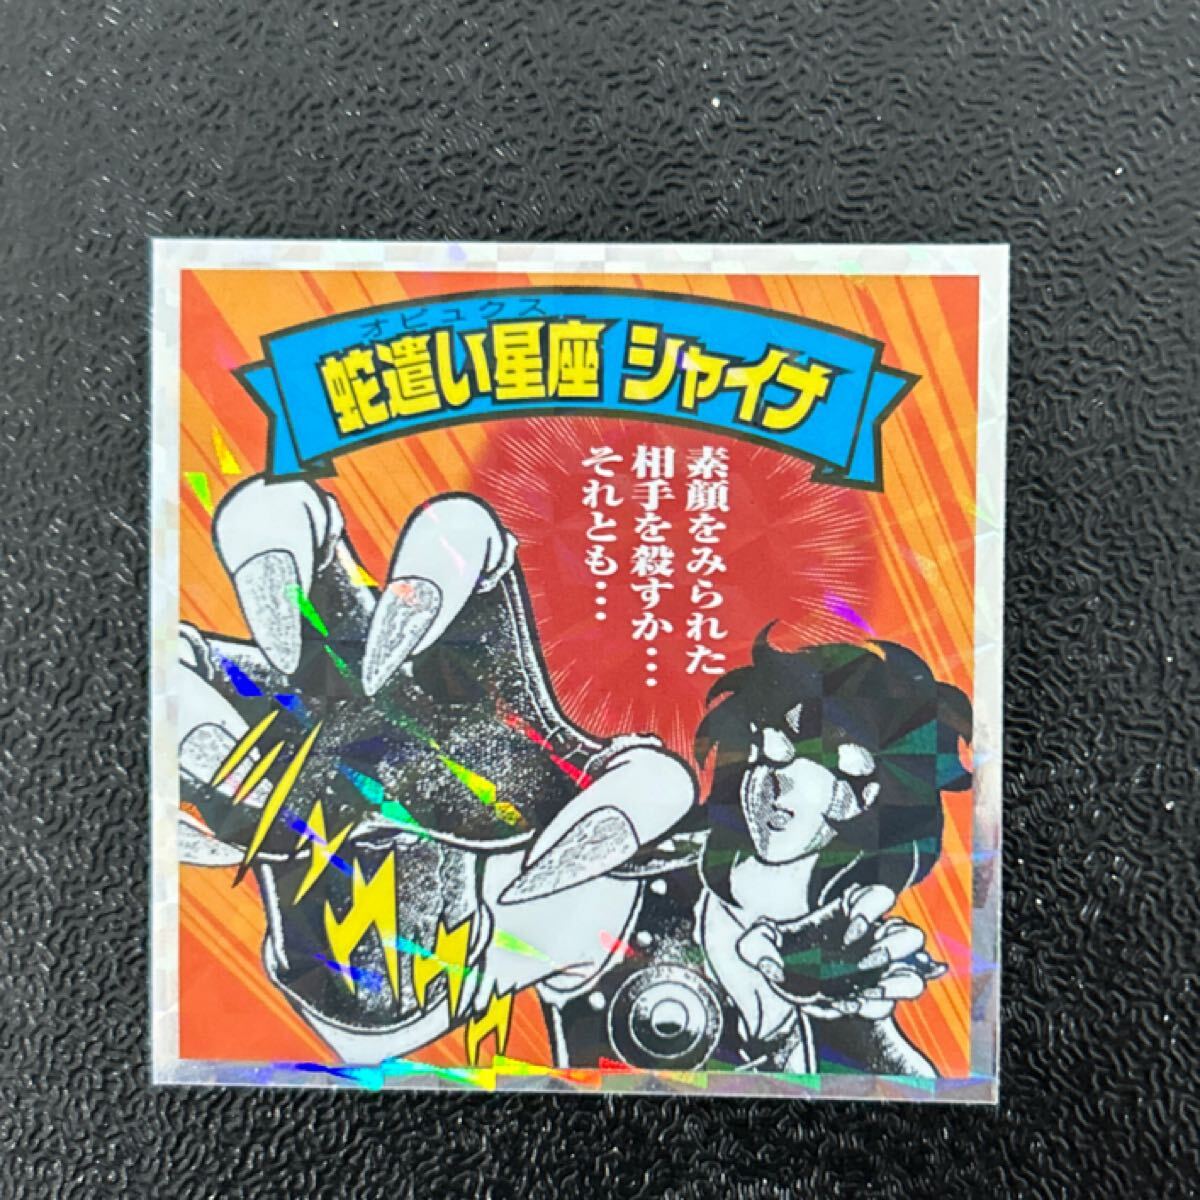 オピュクス
蛇遣い星座 シャイナ
素顔をみられた
相手を殺すか…
それとも…